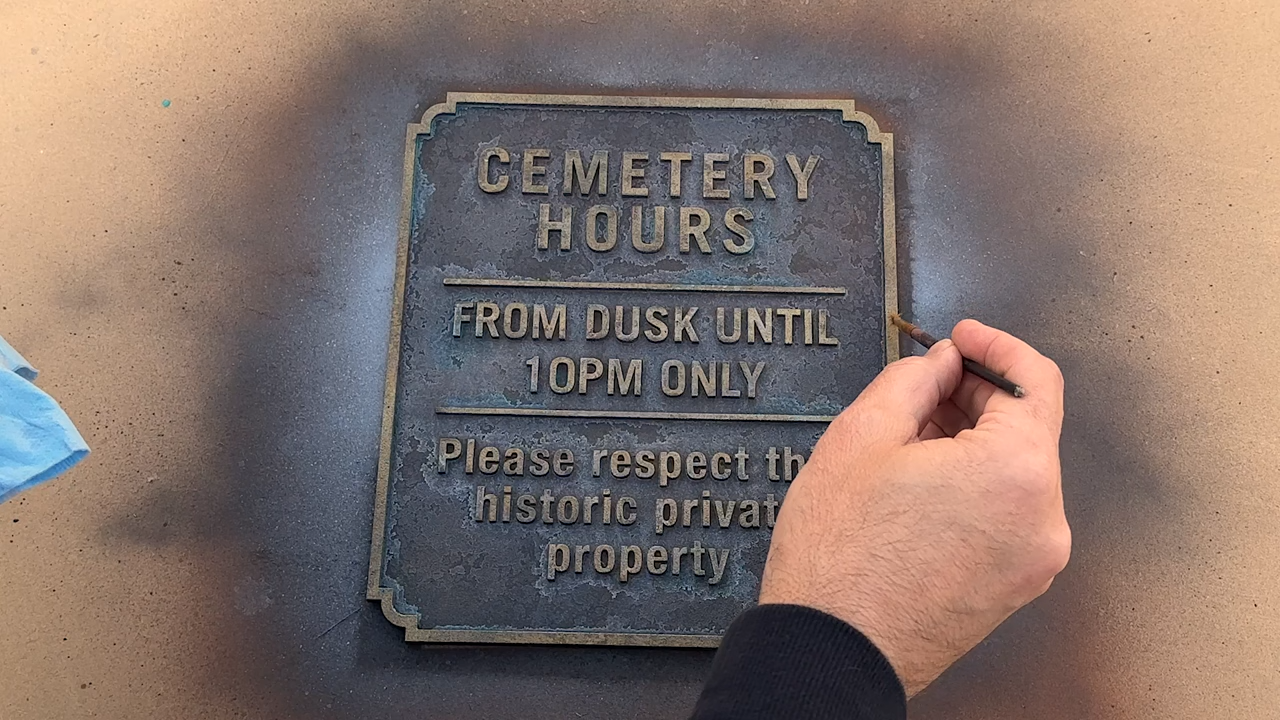 CEMETERY
HOURS
FROM DUSK UNTIL
10PM ONLY
Please respect
historic
property